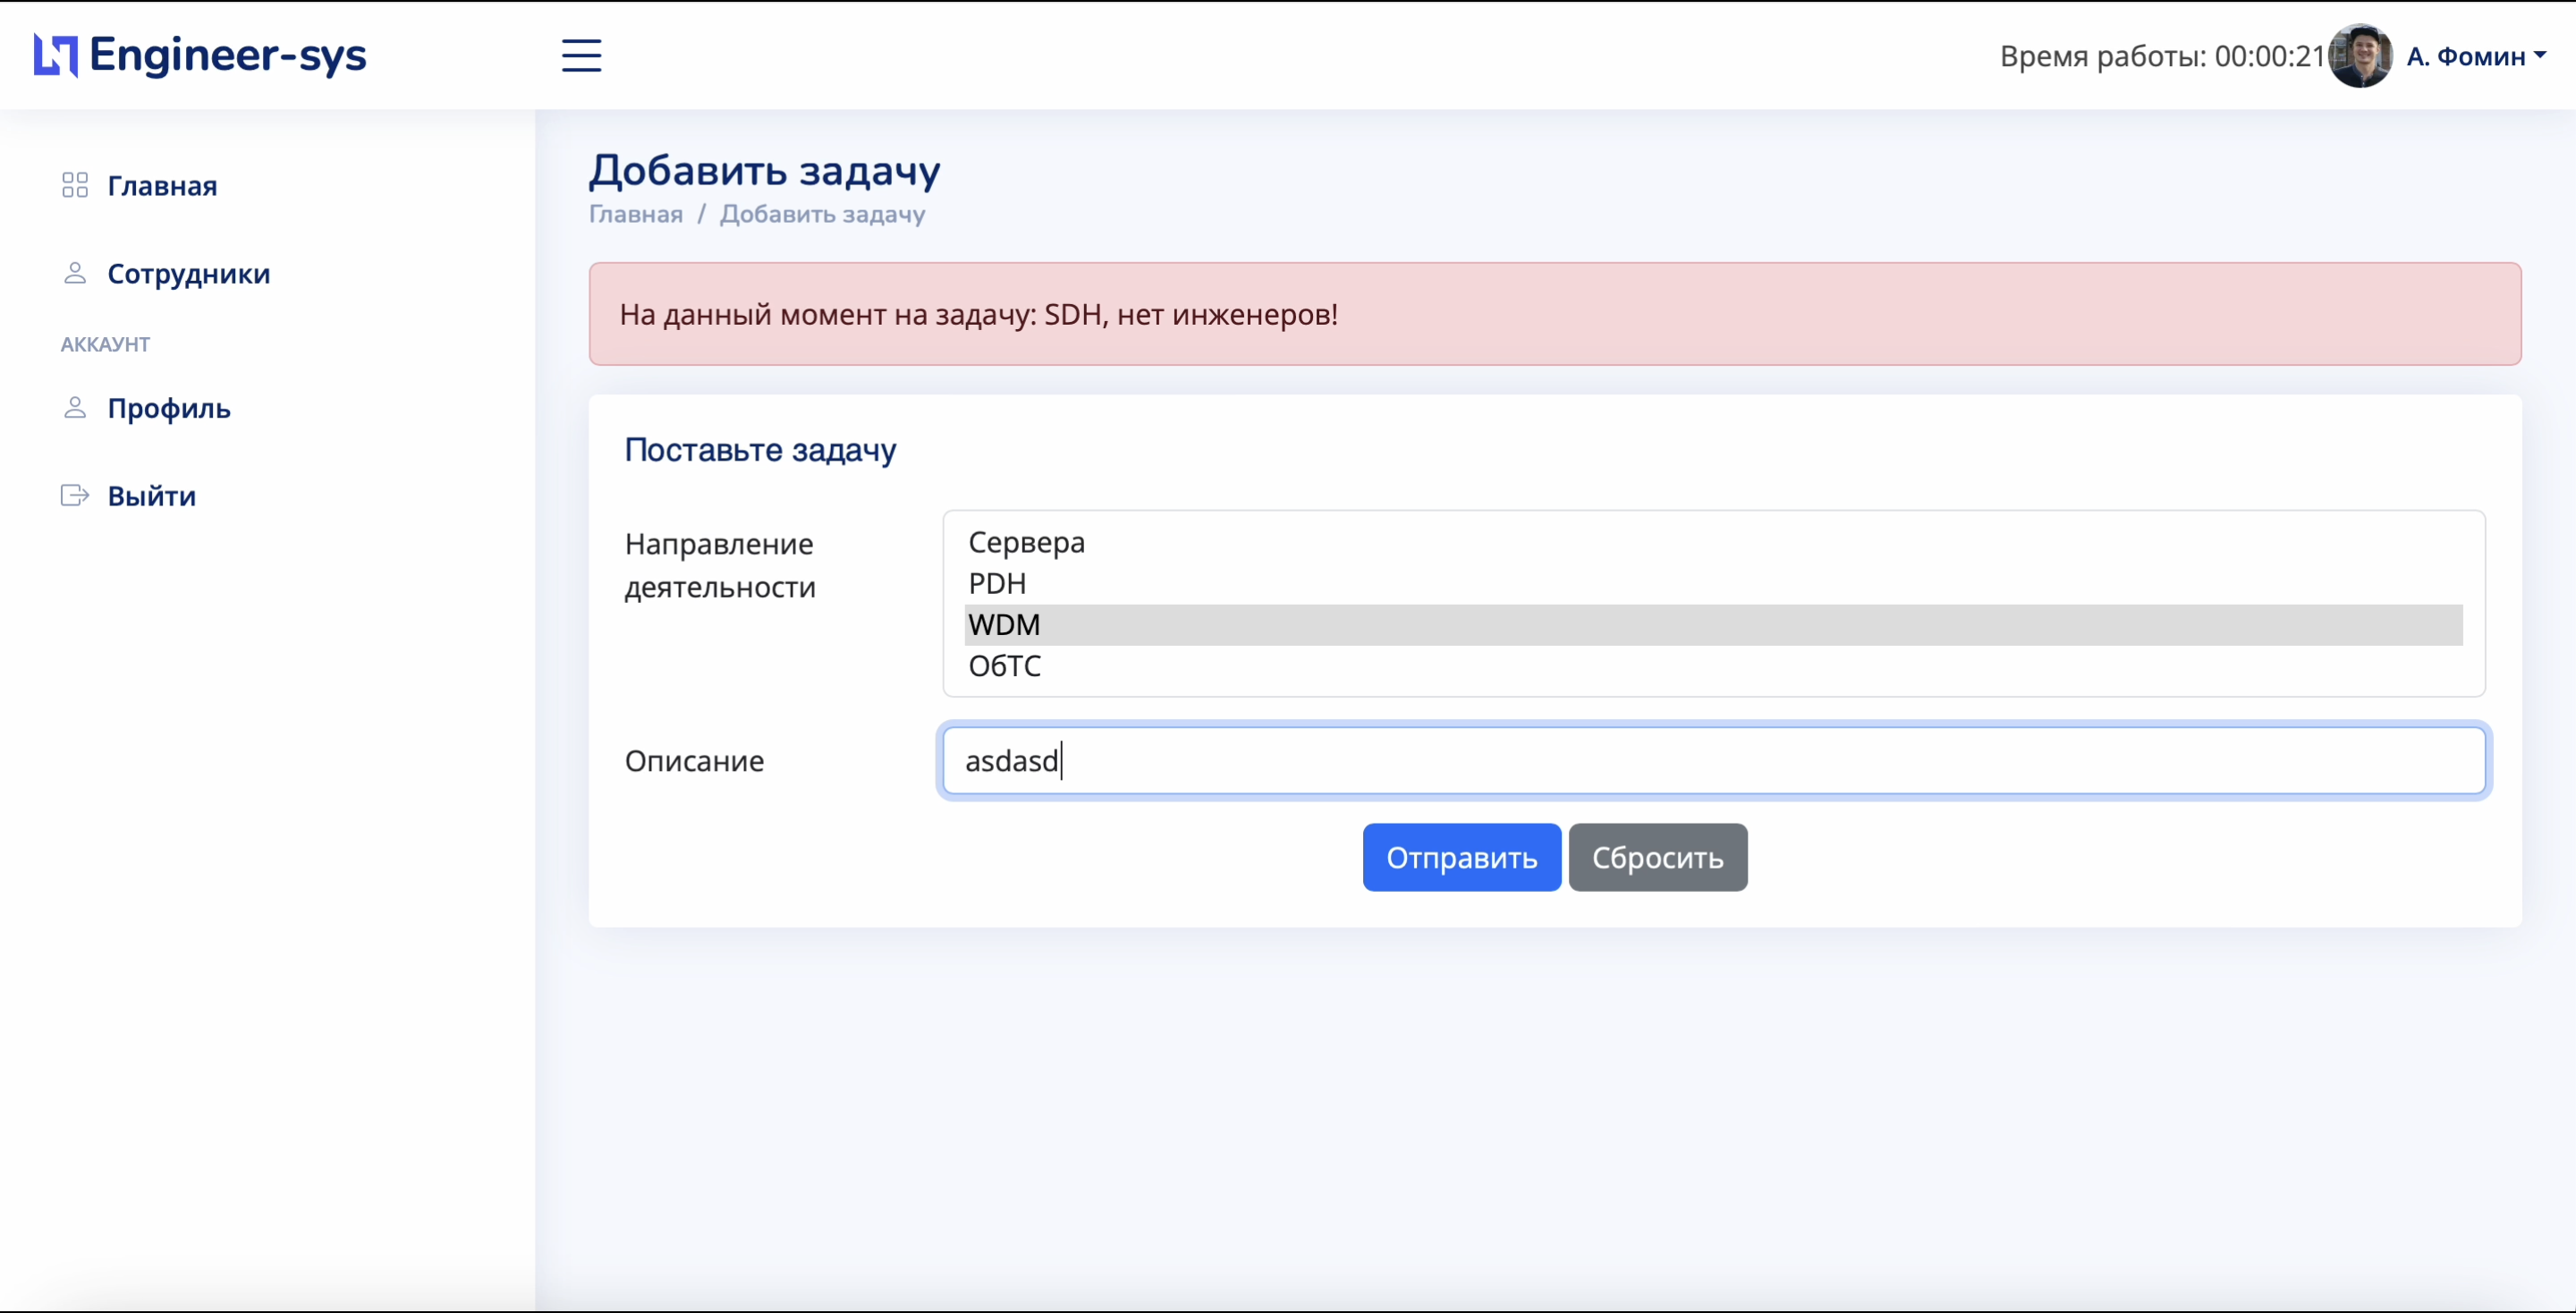 Engineer-sys
Время работы: 00:00:21 А. Фомин
Главная
Сотрудники
АККАУНТ
Профиль
Выйти
Добавить задачу
Главная / Добавить задачу
На данный момент на задачу: SDH, нет инженеров!
Поставьте задачу
Направление
деятельности
Сервера
PDH
WDM
ОбТС
Описание
asdasd
Отправить
Сбросить